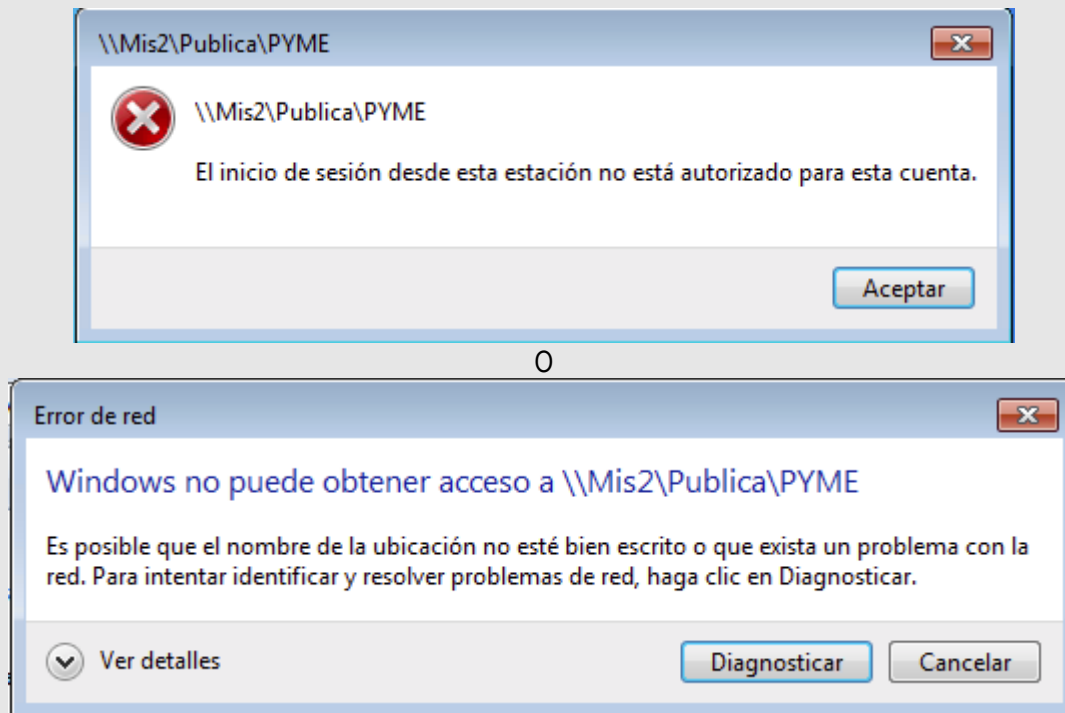 \\Mis2\Publica\PYME
\\Mis2\Publica\PYME
El inicio de sesión desde esta estación no está autorizado para esta cuenta.
Aceptar
O
Error de red
Windows no puede obtener acceso a \\Mis2\Publica\PYME
Es posible que el nombre de la ubicación no esté bien escrito o que exista un problema con la
red. Para intentar identificar y resolver problemas de red, haga clic en Diagnosticar.
Ver detalles
Diagnosticar
Cancelar